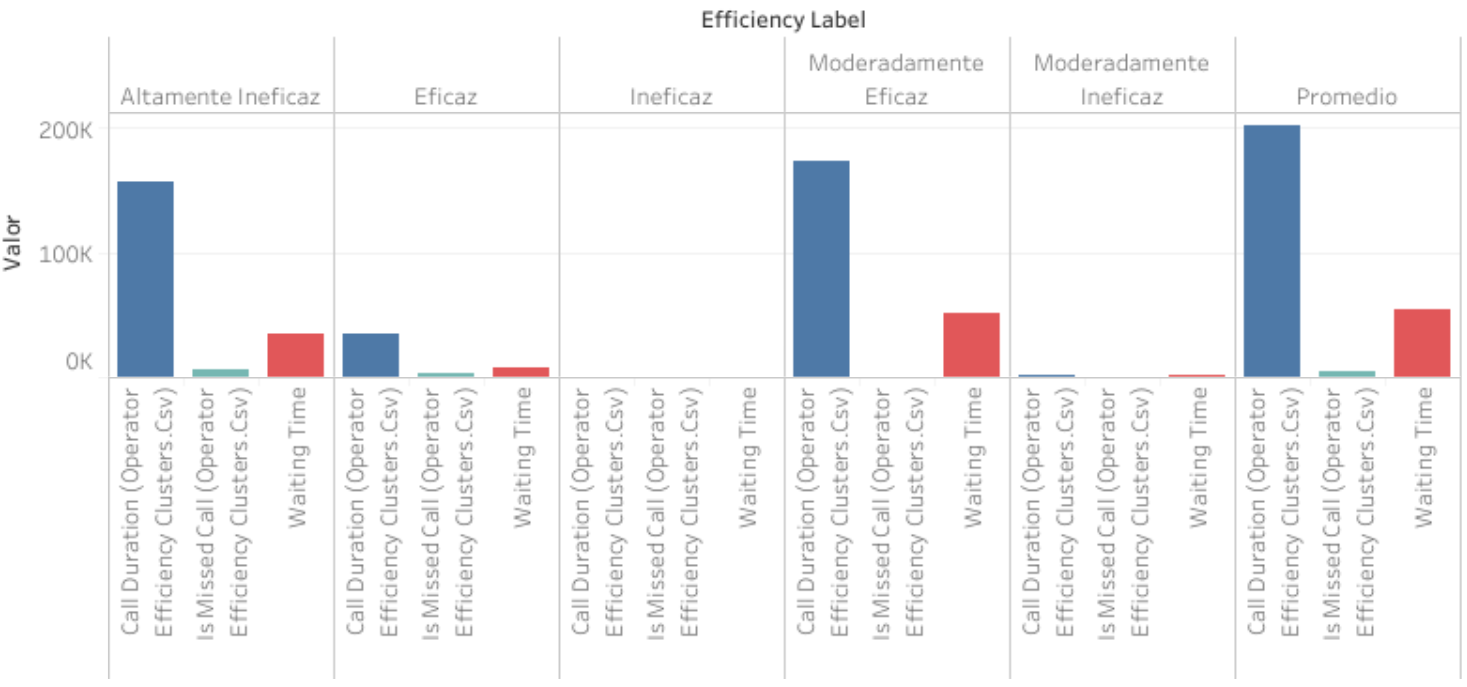 Efficiency Label
Altamente Ineficaz
Eficaz
Ineficaz
Moderadamente
Eficaz
Moderadamente
Ineficaz
Promedio
Valor
200K
100K
0K
Call Duration (Operator
Efficiency Clusters.Csv)
Is Missed Call (Operator
Efficiency Clusters.Csv)
Waiting Time
Call Duration (Operator
Efficiency Clusters.Csv)
Is Missed Call (Operator
Efficiency Clusters.Csv)
Waiting Time
Call Duration (Operator
Efficiency Clusters.Csv)
Is Missed Call (Operator
Efficiency Clusters.Csv)
Waiting Time
Call Duration (Operator
Efficiency Clusters.Csv)
Is Missed Call (Operator
Efficiency Clusters.Csv)
Waiting Time
Call Duration (Operator
Efficiency Clusters.Csv)
Is Missed Call (Operator
Efficiency Clusters.Csv)
Waiting Time
Call Duration (Operator
Efficiency Clusters.Csv)
Is Missed Call (Operator
Efficiency Clusters.Csv)
Waiting Time